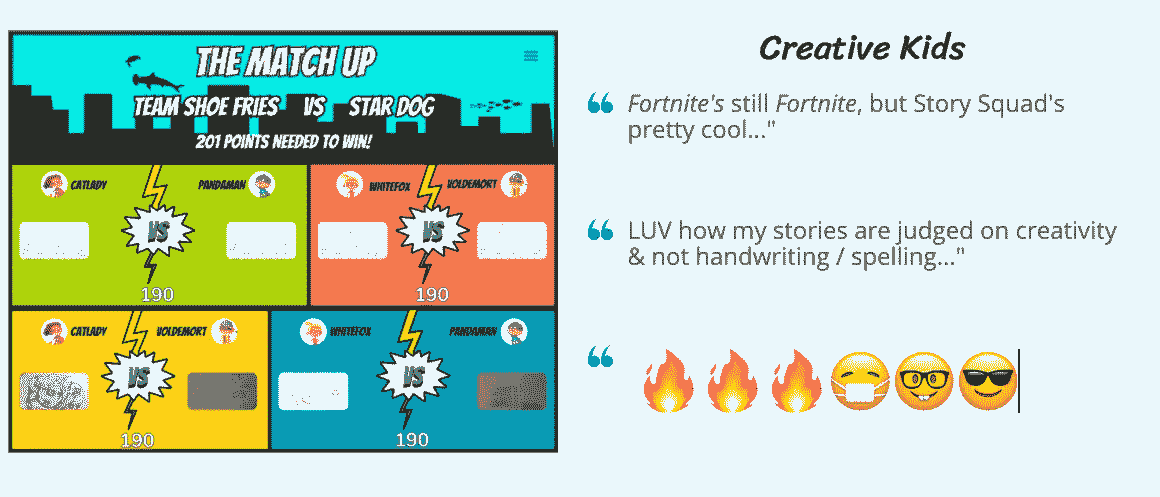 THE MATCH UP
TEAM SHOE FRIES VS STAR DOG
201 POINTS NEEDED TO WIN!
CATLADY PANDAMAN
VS
190
WHITEFOX VOLDEMORT
VS
190
CATLADY VOLDEMORT
VS
190
WHITEFOX PANDAMAN
VS
190
Creative Kids
“ Fortnite's still Fortnite, but Story Squad's
pretty cool..."
“ LUV how my stories are judged on creativity
& not handwriting / spelling..."
“ 🔥🔥🔥😷🤓😎